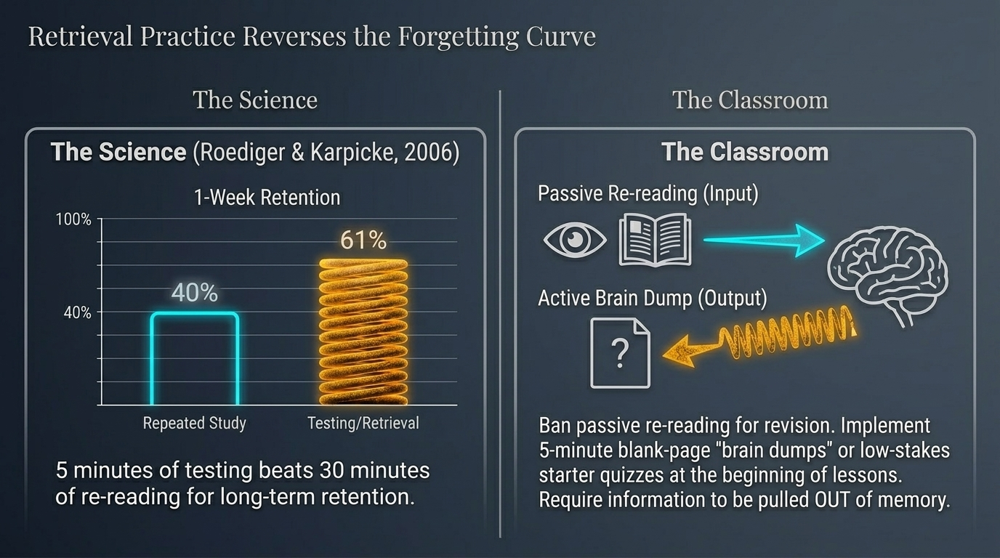 Retrieval Practice Reverses the Forgetting Curve
The Science
The Science (Roediger & Karpicke, 2006)
1-Week Retention
100%
40%
40%
61%
Repeated Study
Testing/Retrieval
5 minutes of testing beats 30 minutes
of re-reading for long-term retention.
The Classroom
The Classroom
Passive Re-reading (Input)
Active Brain Dump (Output)
?
Ban passive re-reading for revision. Implement
5-minute blank-page "brain dumps" or low-stakes
starter quizzes at the beginning of lessons.
Require information to be pulled OUT of memory.